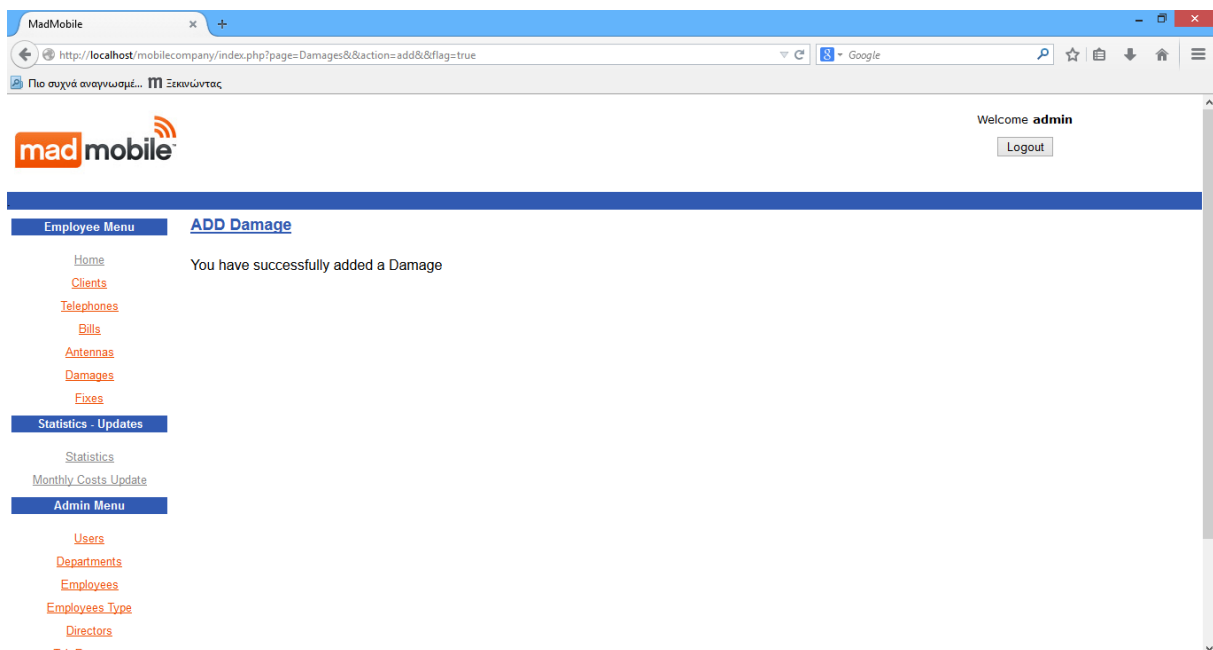 MadMobile
http://localhost/mobilecompany/index.php?page=Damages&&action=add&&flag=true
Google
Πιο συχνά αναγνωσμέ...
Ξεκινώντας
mad mobile
Welcome admin
Logout
Employee Menu
Home
Clients
Telephones
Bills
Antennas
Damages
Fixes
Statistics - Updates
Statistics
Monthly Costs Update
Admin Menu
Users
Departments
Employees
Employees Type
Directors
ADD Damage
You have successfully added a Damage